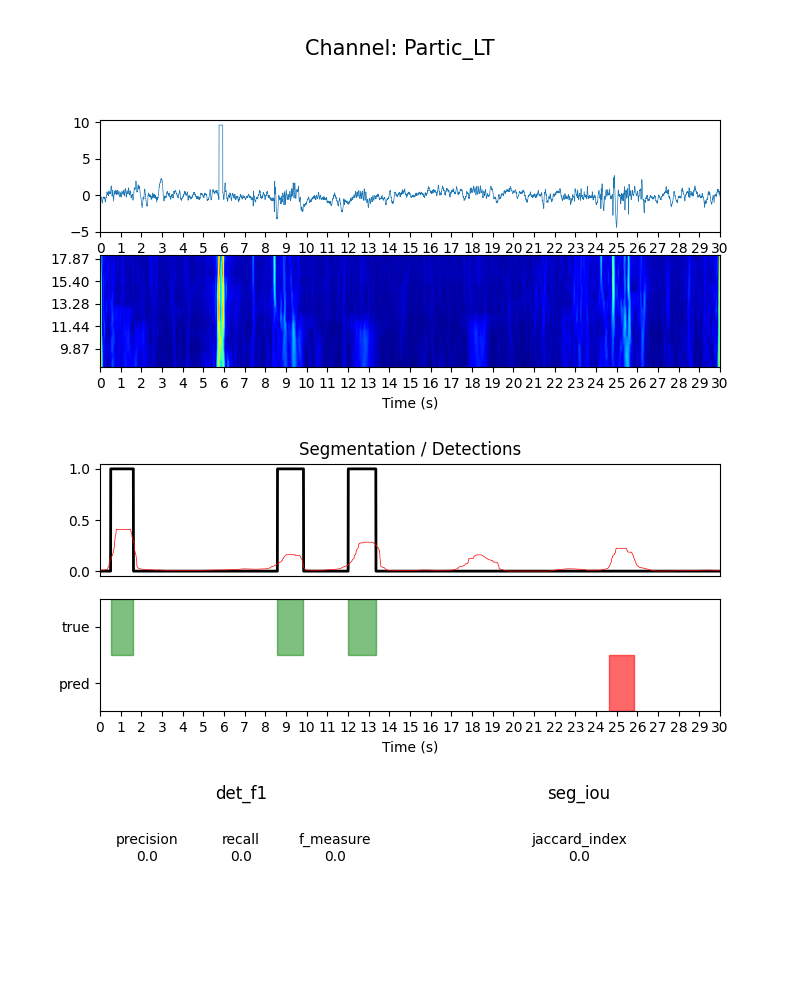 Channel: Partic_LT
10
5
0
−5
0 1 2 3 4 5 6 7 8 9 10 11 12 13 14 15 16 17 18 19 20 21 22 23 24 25 26 27 28 29 30
17.87
15.40
13.28
11.44
9.87
0 1 2 3 4 5 6 7 8 9 10 11 12 13 14 15 16 17 18 19 20 21 22 23 24 25 26 27 28 29 30
Time (s)
Segmentation / Detections
1.0
0.5
0.0
true
pred
0 1 2 3 4 5 6 7 8 9 10 11 12 13 14 15 16 17 18 19 20 21 22 23 24 25 26 27 28 29 30
Time (s)
det_f1 seg_iou
precision recall f_measure jaccard_index
0.0 0.0 0.0 0.0